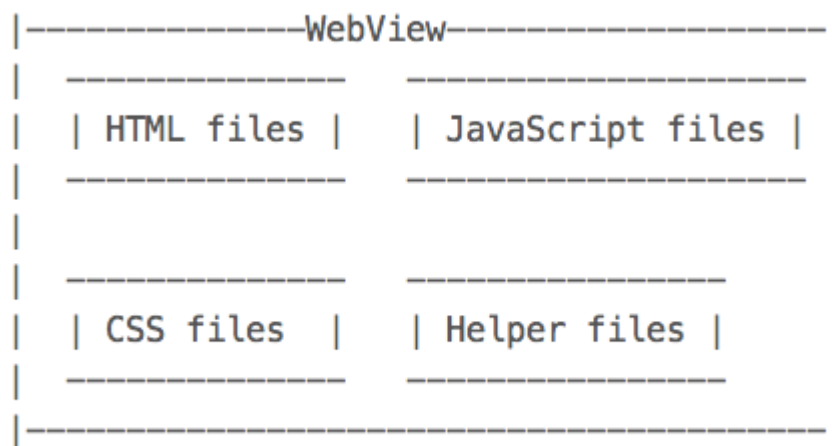 |--------------WebView-------------------
|  --------------   --------------------
|  | HTML files |   | JavaScript files |
|  --------------   --------------------
|
|  --------------   ----------------
|  | CSS files  |   | Helper files |
|  --------------   ----------------
|----------------------------------------